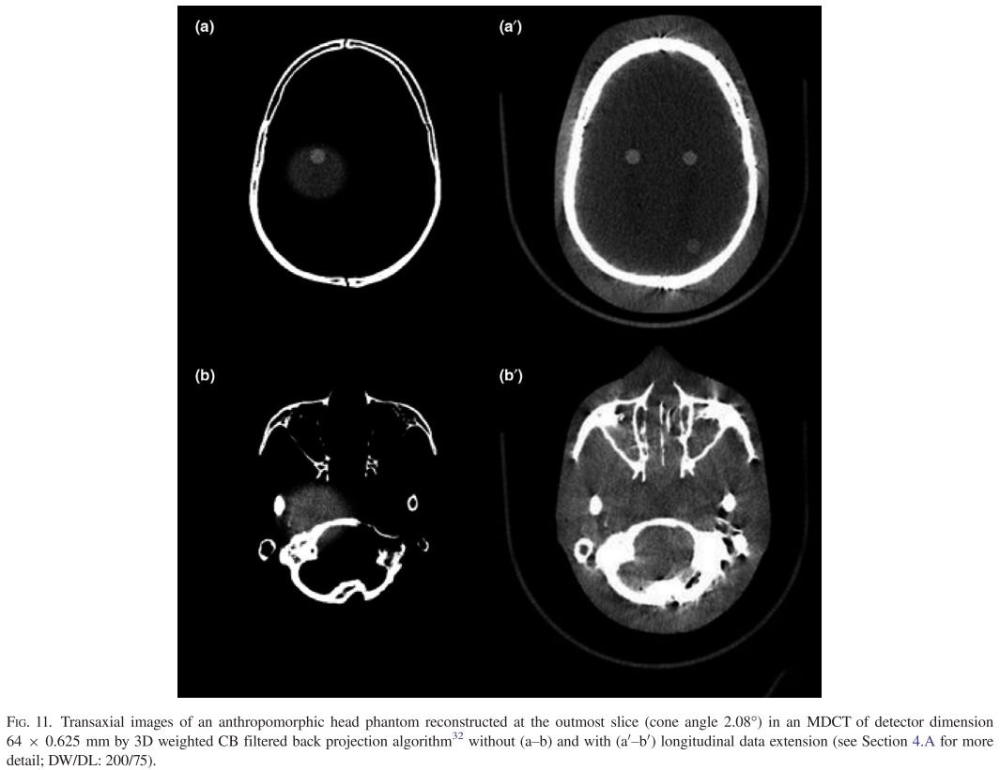 (a) (a′)
(b) (b′)
FIG. 11. Transaxial images of an anthropomorphic head phantom reconstructed at the outmost slice (cone angle 2.08°) in an MDCT of detector dimension
64 × 0.625 mm by 3D weighted CB filtered back projection algorithm32 without (a–b) and with (a′–b′) longitudinal data extension (see Section 4.A for more
detail; DW/DL: 200/75).